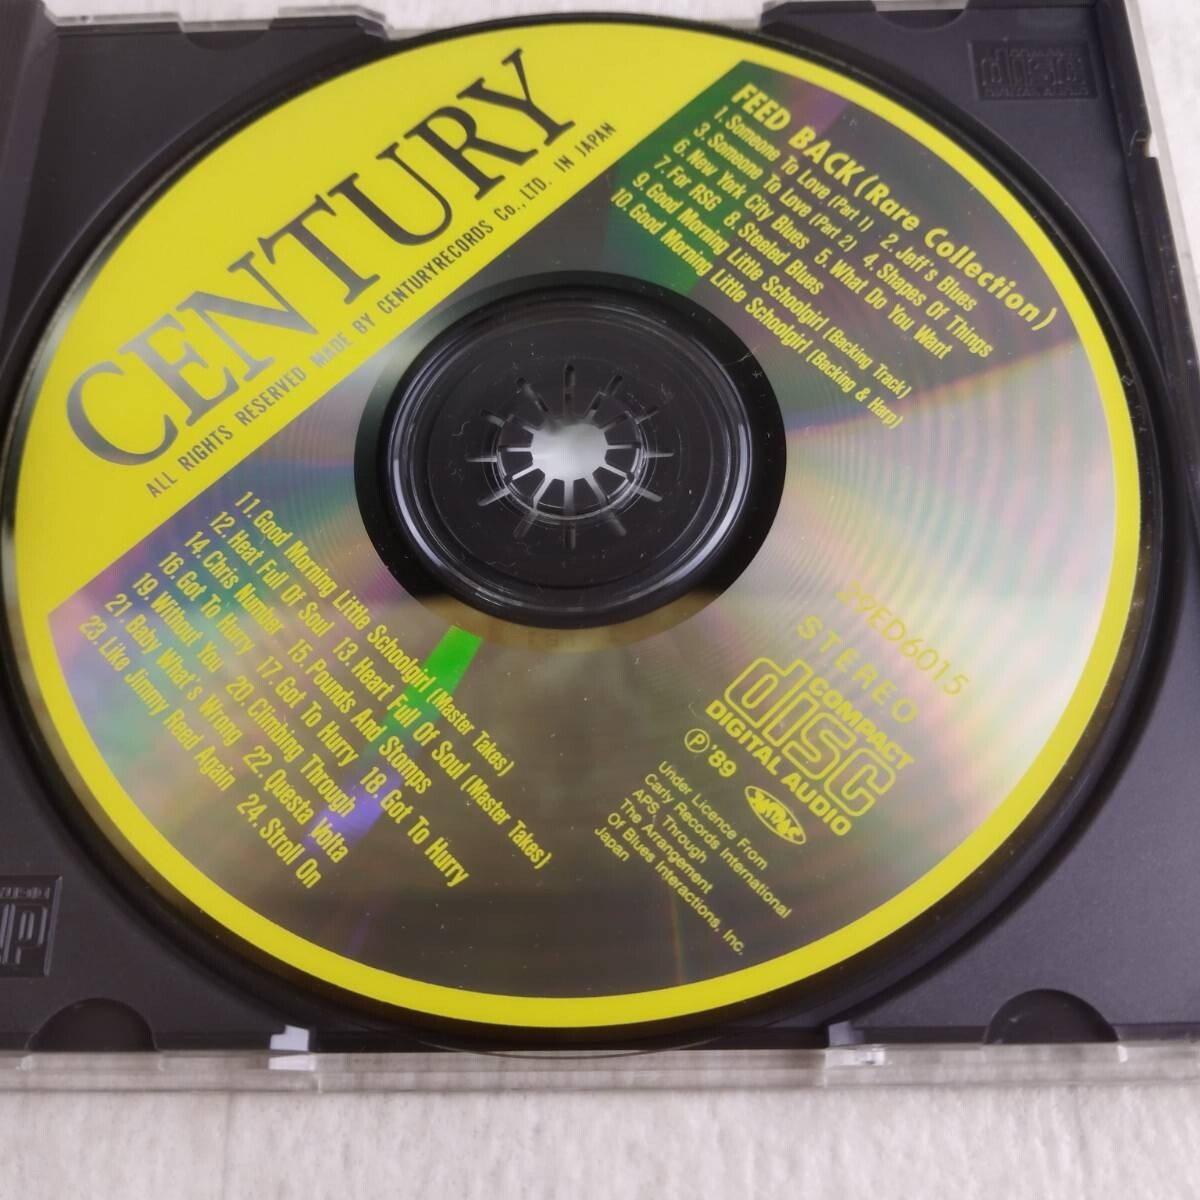 CENTURY
ALL RIGHTS RESERVED MADE BY CENTURYRECORDS Co., LTD. IN JAPAN
FEED BACK (Rare Collection)
1. Someone To Love (Part 1) 2. Jeff's Blues
3. Someone To Love (Part 2) 4. Shapes Of Things
6. New York City Blues 5. What Do You Want
7. For RSG 8. Steeled Blues
9. Good Morning Little Schoolgirl (Backing Track)
10. Good Morning Little Schoolgirl (Backing & Harp)
11. Good Morning Little Schoolgirl (Master Takes)
12. Heat Full Of Soul 13. Heart Full Of Soul (Master Takes)
14. Chris Number 15. Pounds And Stomps
16. Got To Hurry 17. Got To Hurry 18 Got To Hurry
19. Without You 20. Climbing Through
21. Baby What's Wrong 22. Questa Volta
23. Like Jimmy Reed Again 24. Stroll On
29ED6015
STEREO
COMPACT
disc
DIGITAL AUDIO
Ⓟ '89
Under Licence From
Carly Records International
APS, Through
The Arrangement
Of Blues Interactions, Inc.
Japan
COMPACT
disc
DIGITAL AUDIO